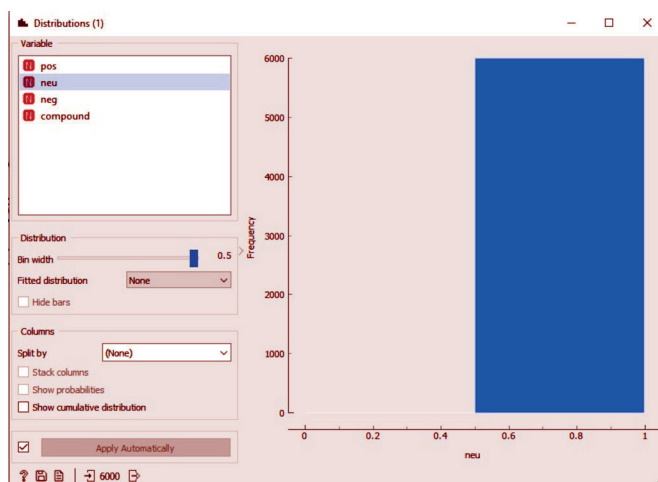 Distributions (1)
Variable
pos
neu
neg
compound
Distribution
Bin width 0.5
Fitted distribution None
Hide bars
Columns
Split by (None)
Stack columns
Show probabilities
Show cumulative distribution
Apply Automatically
? 6000
6000
5000
4000
3000
2000
1000
0
Frequency
0 0.2 0.4 0.6 0.8 1
neu